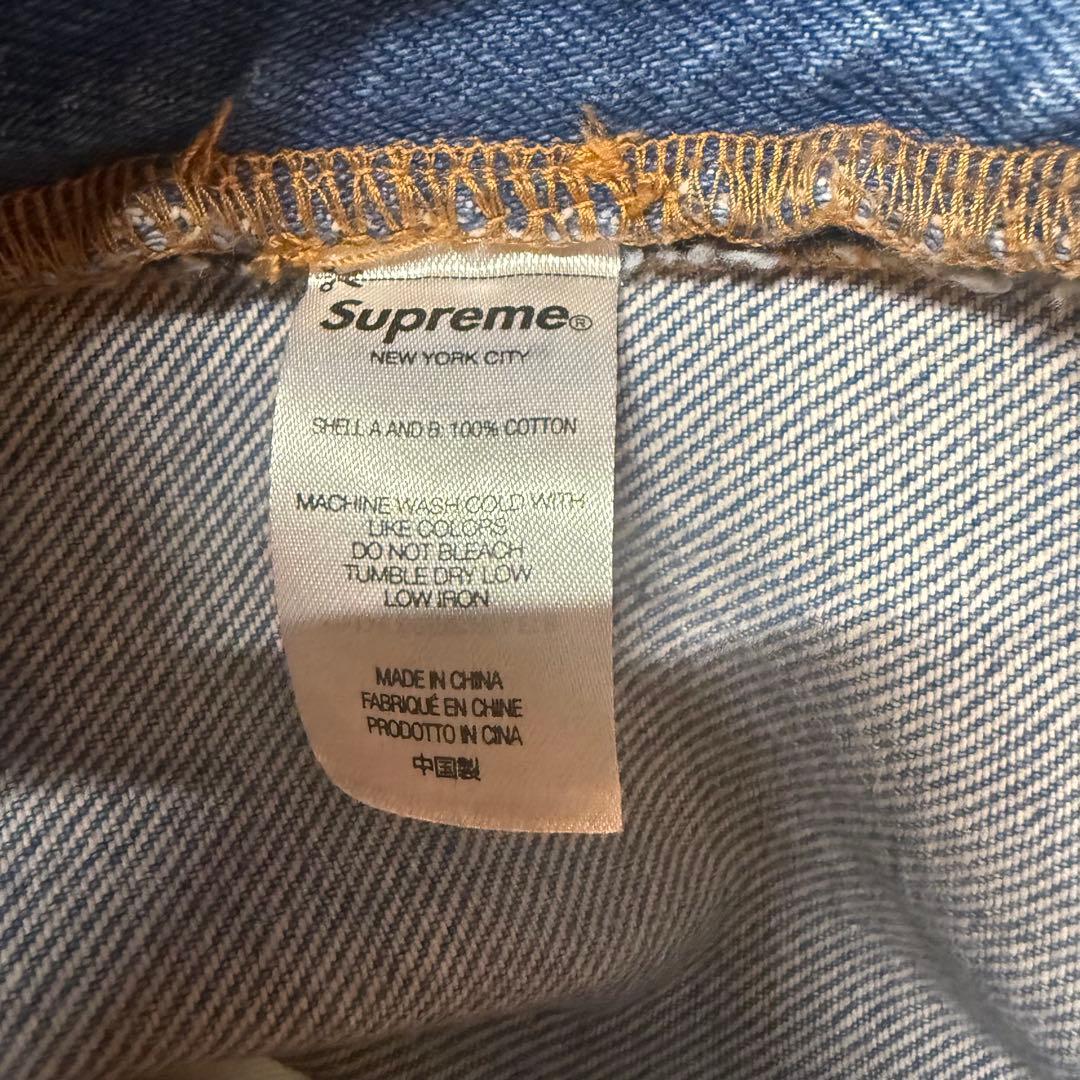 Supreme®
NEW YORK CITY
SHELL A AND B: 100% COTTON
MACHINE WASH COLD WITH
LIKE COLORS
DO NOT BLEACH
TUMBLE DRY LOW
LOW IRON
MADE IN CHINA
FABRIQUÉ EN CHINE
PRODOTTO IN CINA
中国製